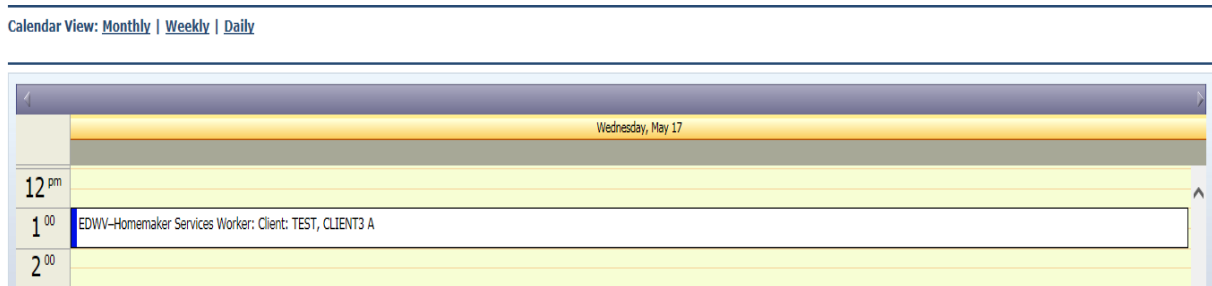 Calendar View: Monthly | Weekly | Daily
Wednesday, May 17
12 pm
1 00
EDWV–Homemaker Services Worker: Client: TEST, CLIENT3 A
2 00